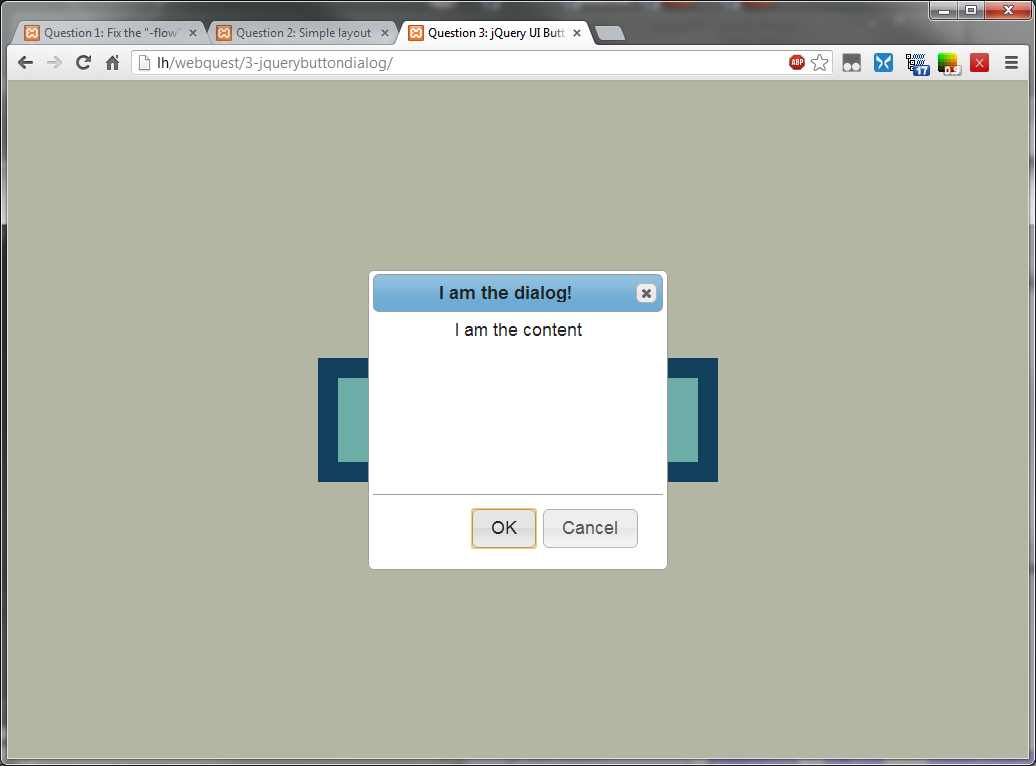 Question 1: Fix the "-flow"
Question 2: Simple layout
Question 3: jQuery UI Butt
lh/webquest/3-jquerybuttondialog/
ABP
17
0.9
X
I am the dialog!
I am the content
OK
Cancel